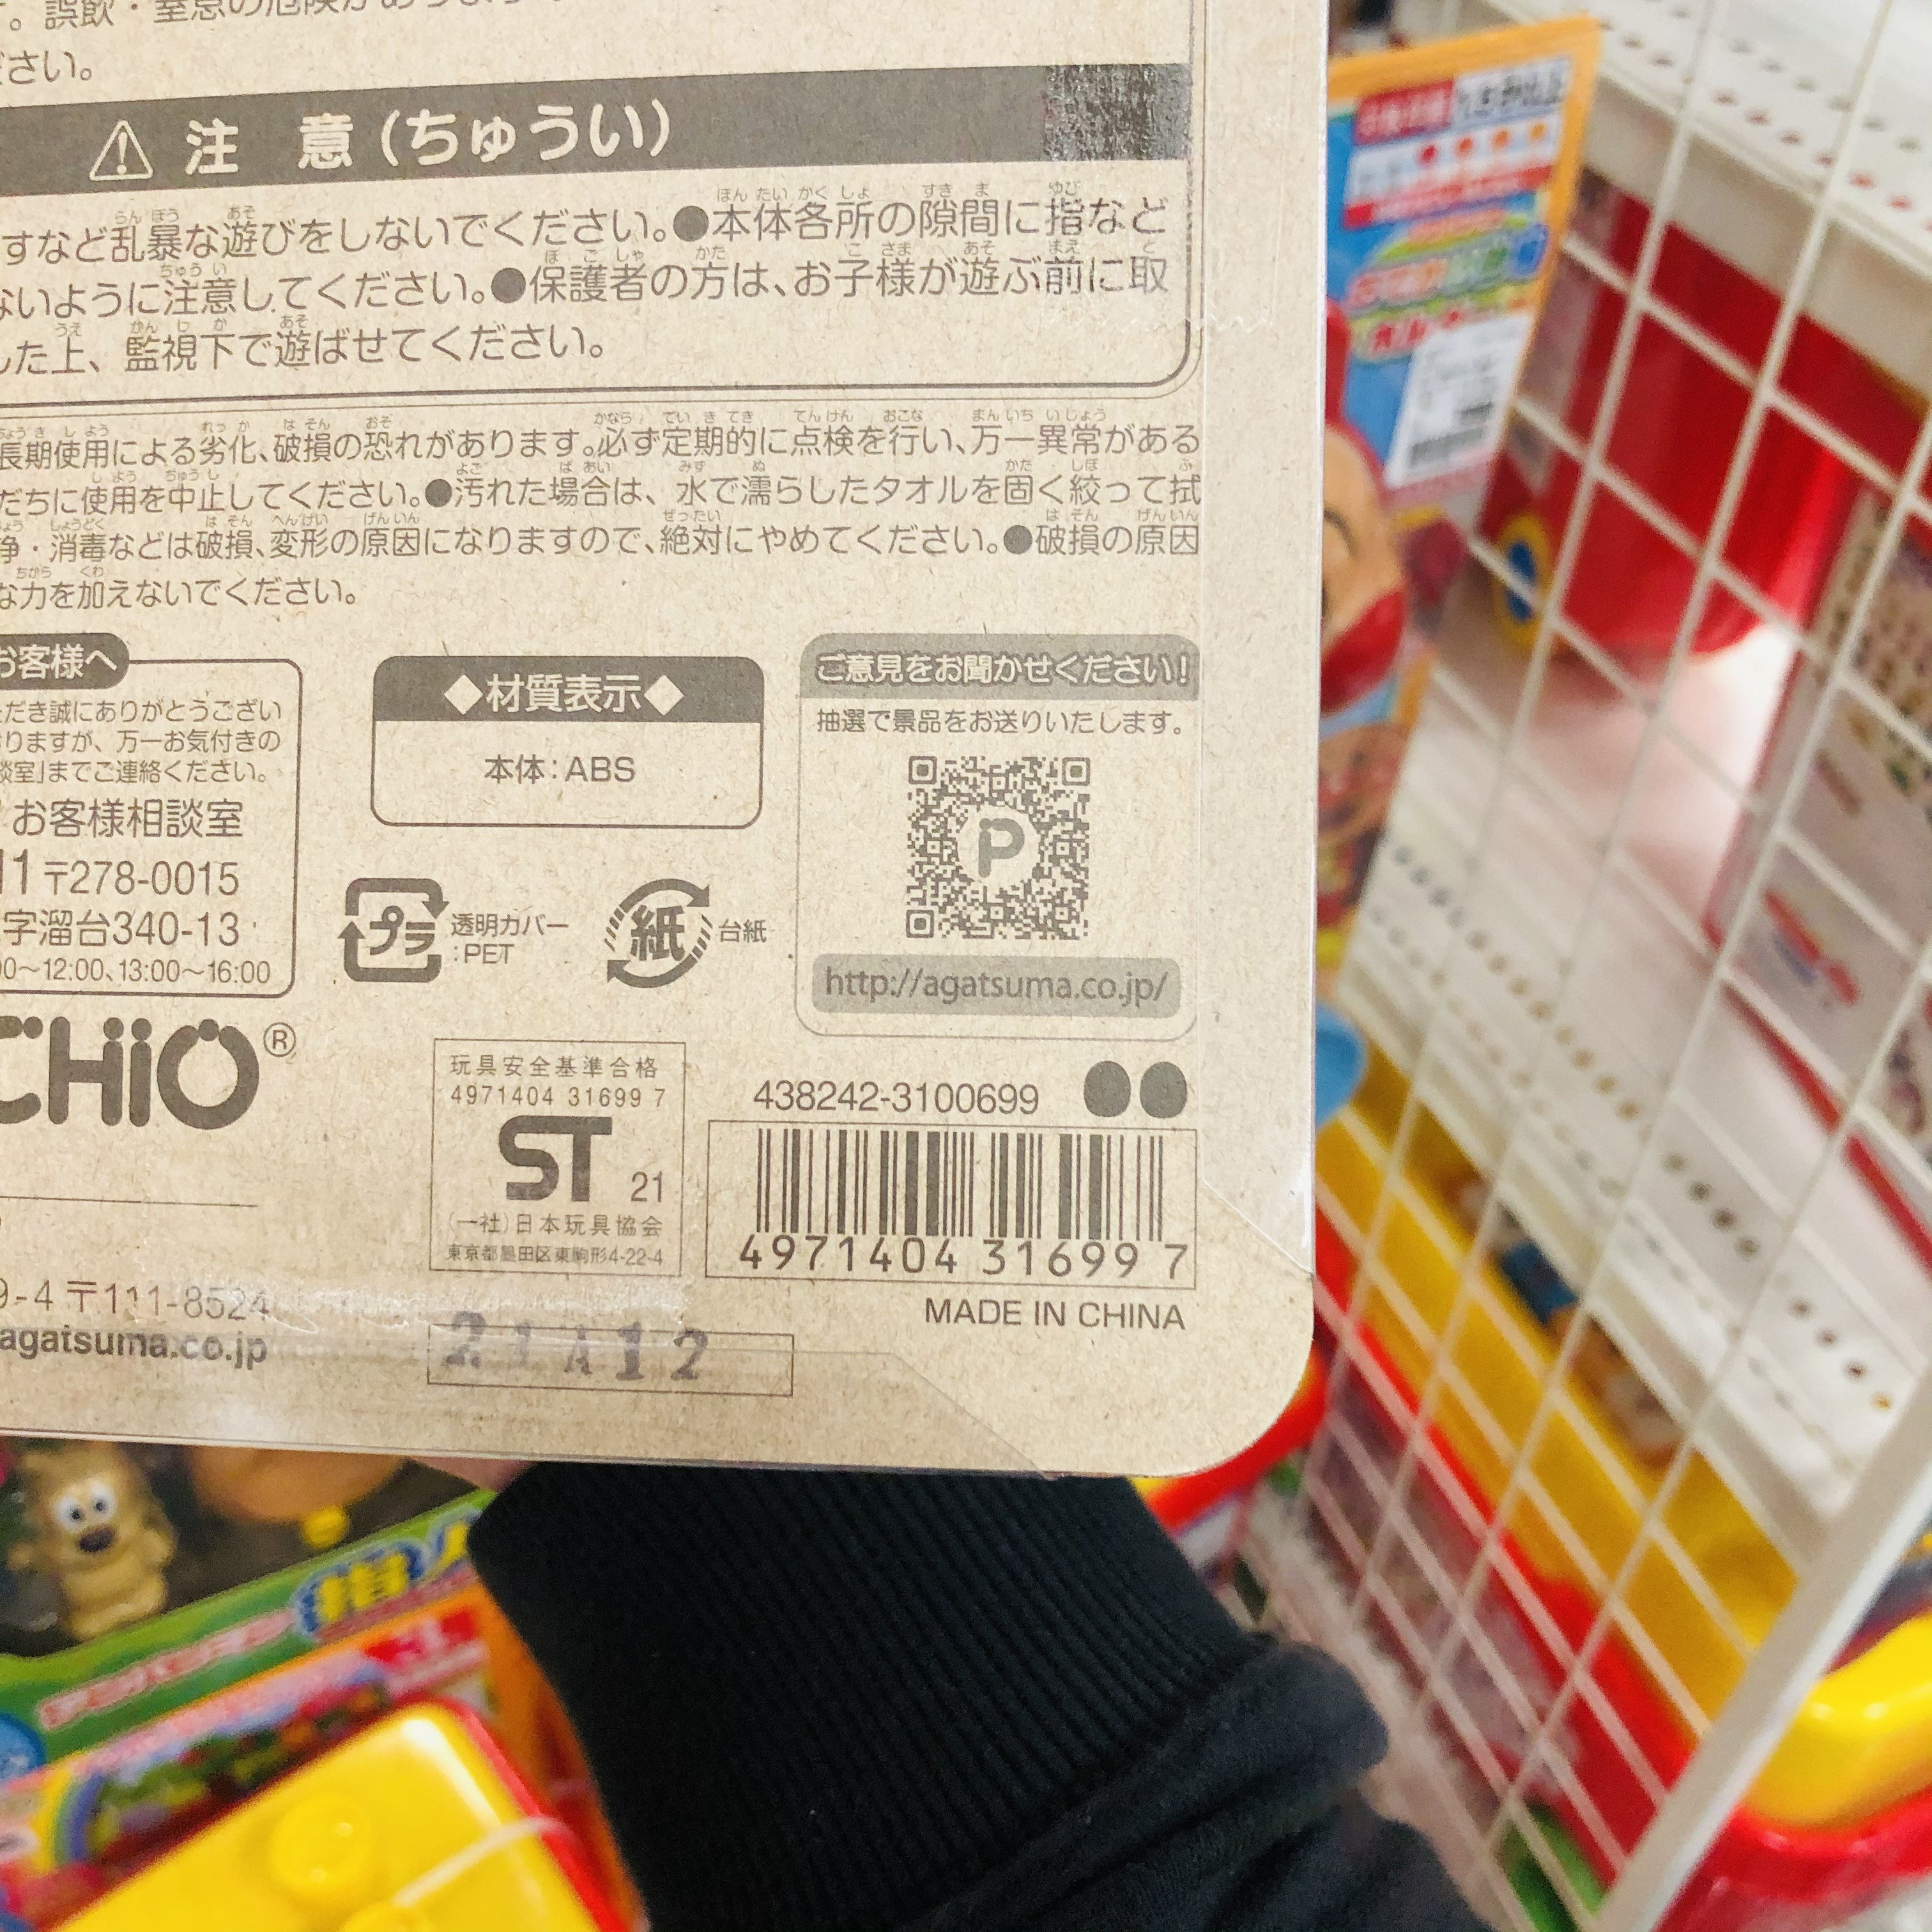 ださい。
注 意（ちゅうい）
すなど乱暴な遊びをしないでください。●本体各所の隙間に指など
ないように注意してください。●保護者の方は、お子様が遊ぶ前に取
した上、監視下で遊ばせてください。
長期使用による劣化、破損の恐れがあります。必ず定期的に点検を行い、万一異常がある
だちに使用を中止してください。●汚れた場合は、水で濡らしたタオルを固く絞って拭
浄・消毒などは破損、変形の原因になりますので、絶対にやめてください。●破損の原因
な力を加えないでください。
お客様へ
ただき誠にありがとうござい
おりますが、万一お気付きの
談室」までご連絡ください。
お客様相談室
11 〒278-0015
字溜台340-13
00～12:00、13:00～16:00
◆材質表示◆
本体：ABS
プラ
透明カバー
：PET
紙
台紙
ご意見をお聞かせください！
抽選で景品をお送りいたします。
P
http://agatsuma.co.jp/
CHiO®
玩具安全基準合格
4971404 31699 7
ST 21
(一社)日本玩具協会
東京都墨田区東駒形4-22-4
438242-3100699
4971404 31699 7
MADE IN CHINA
9-4 〒111-8524
agatsuma.co.jp
21A12